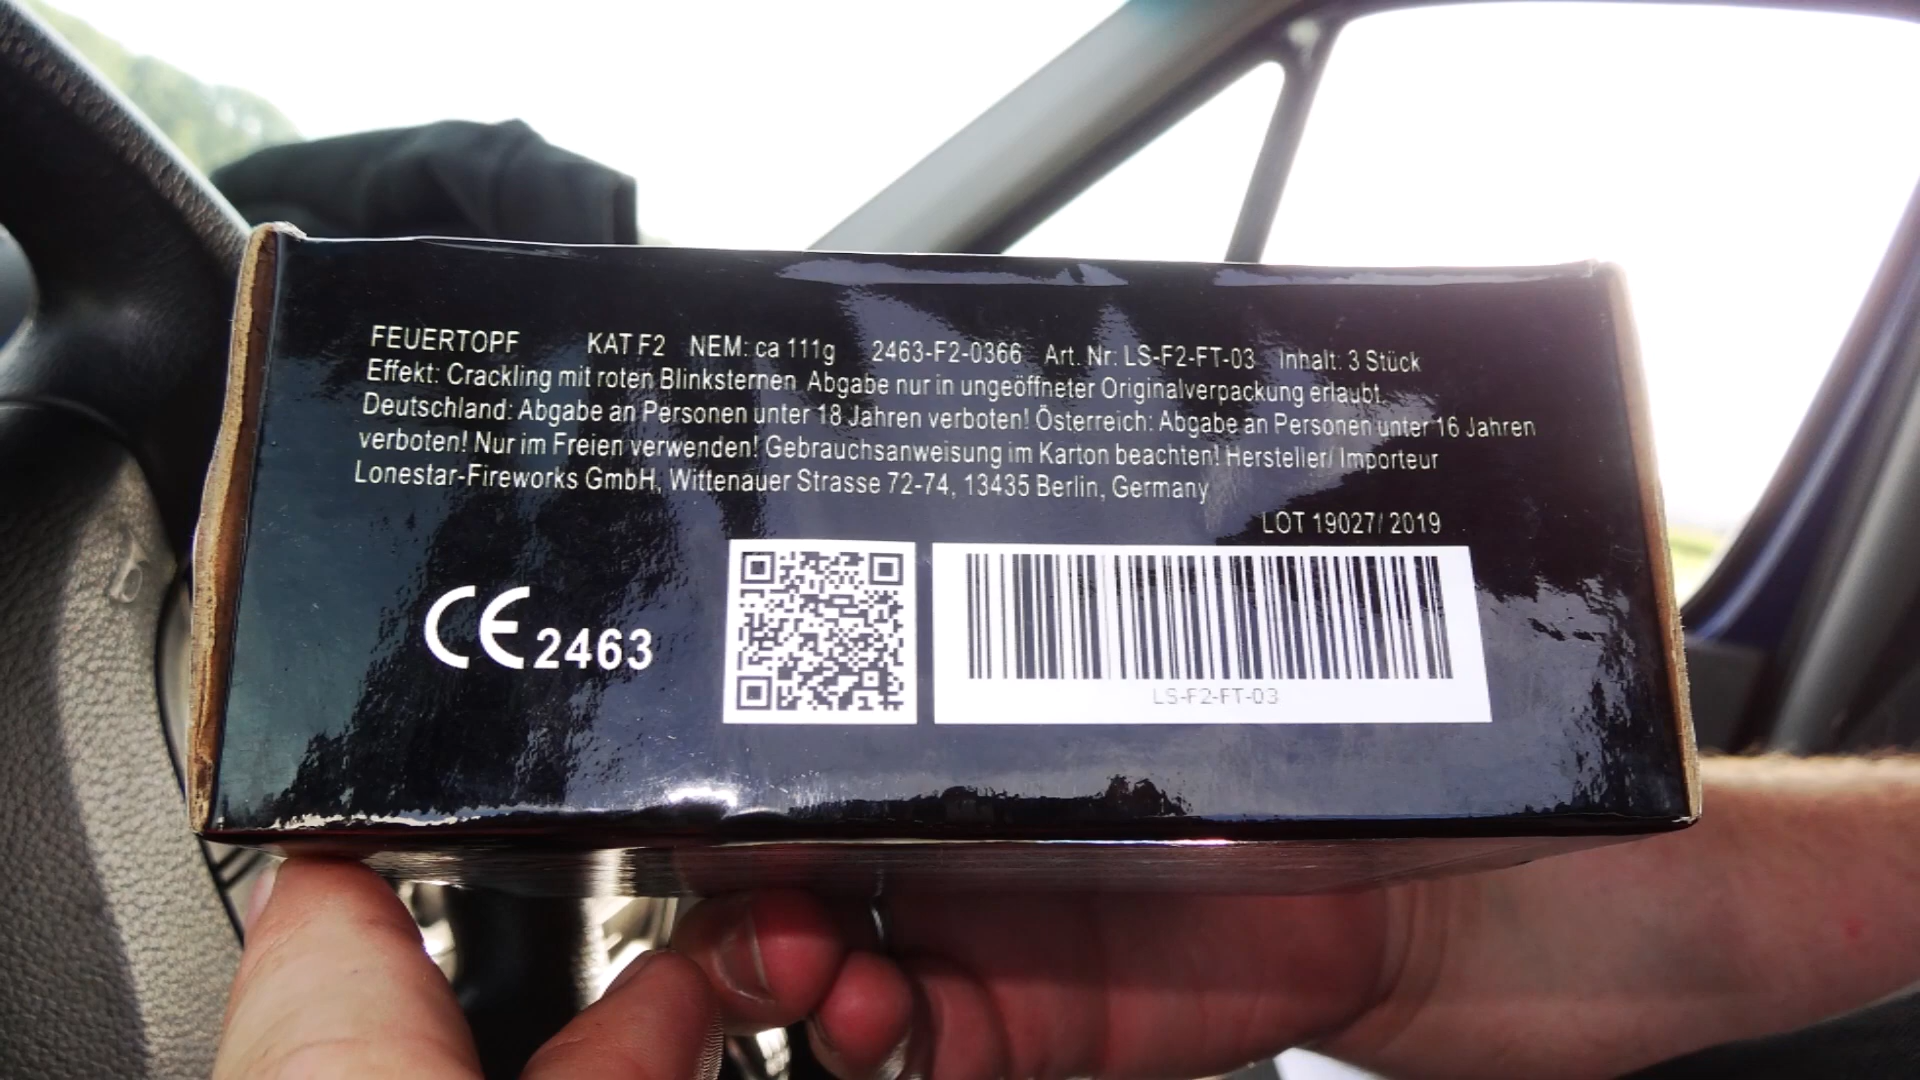 FEUERTOPF KAT F2 NEM: ca 111g 2463-F2-0366 Art. Nr: LS-F2-FT-03 Inhalt: 3 Stück
Effekt: Crackling mit roten Blinksternen Abgabe nur in ungeöffneter Originalverpackung erlaubt.
Deutschland: Abgabe an Personen unter 18 Jahren verboten! Österreich: Abgabe an Personen unter 16 Jahren
verboten! Nur im Freien verwenden! Gebrauchsanweisung im Karton beachten! Hersteller/ Importeur
Lonestar-Fireworks GmbH, Wittenauer Strasse 72-74, 13435 Berlin, Germany
LOT 19027/ 2019
CE 2463
LS-F2-FT-03